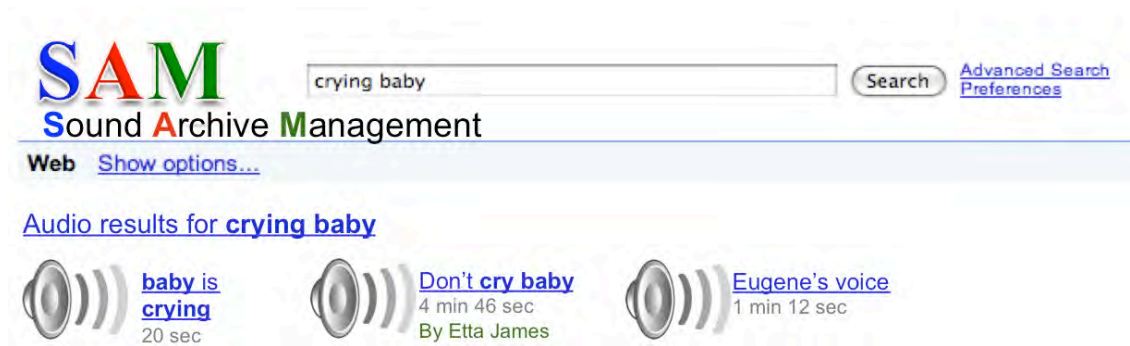 SAM
Sound Archive Management
crying baby
Search
Advanced Search
Preferences
Web Show options...
Audio results for crying baby
baby is
crying
20 sec
Don't cry baby
4 min 46 sec
By Etta James
Eugene's voice
1 min 12 sec